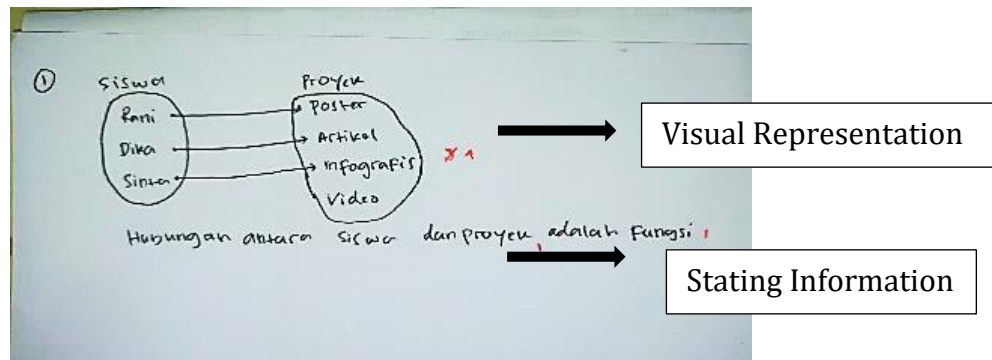 ①
Siswa Proyek
Rani Poster
Dika Artikel
Sinta Infografis
Video
Hubungan antara siswa dan proyek adalah Fungsi
Visual Representation
Stating Information